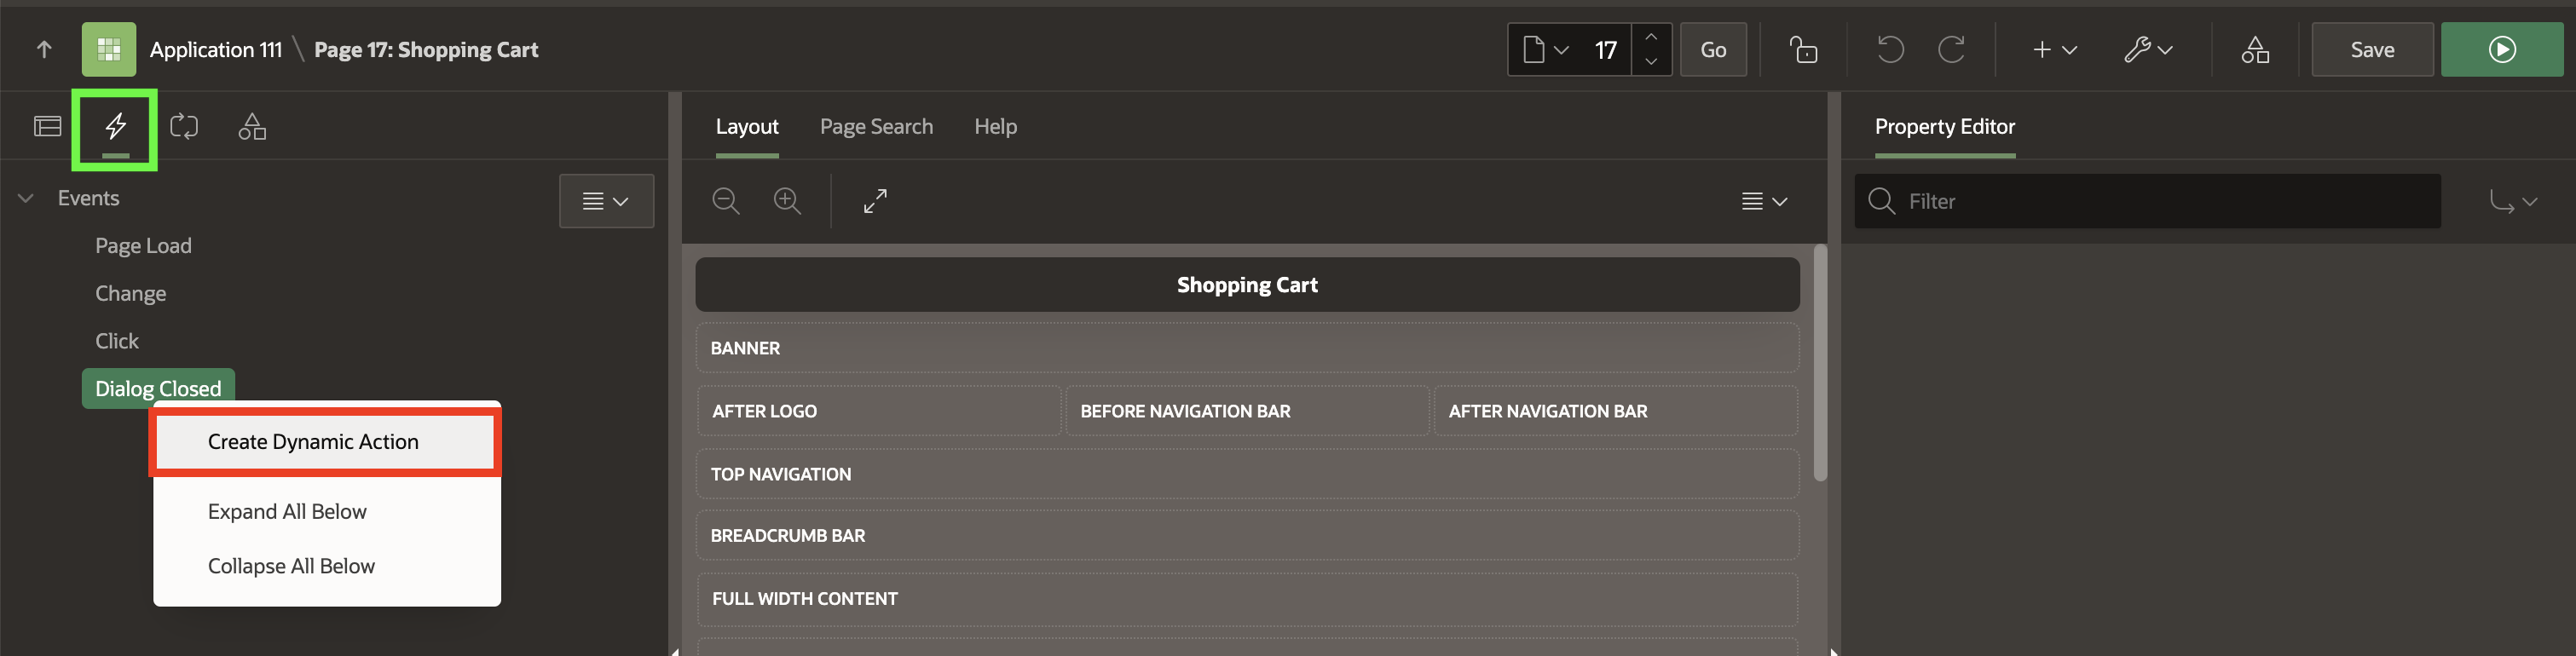 Application 111 \ Page 17: Shopping Cart
17
Go
Save
Layout
Page Search
Help
Property Editor
Events
Page Load
Change
Click
Dialog Closed
Create Dynamic Action
Expand All Below
Collapse All Below
Shopping Cart
BANNER
AFTER LOGO
BEFORE NAVIGATION BAR
AFTER NAVIGATION BAR
TOP NAVIGATION
BREADCRUMB BAR
FULL WIDTH CONTENT
Filter